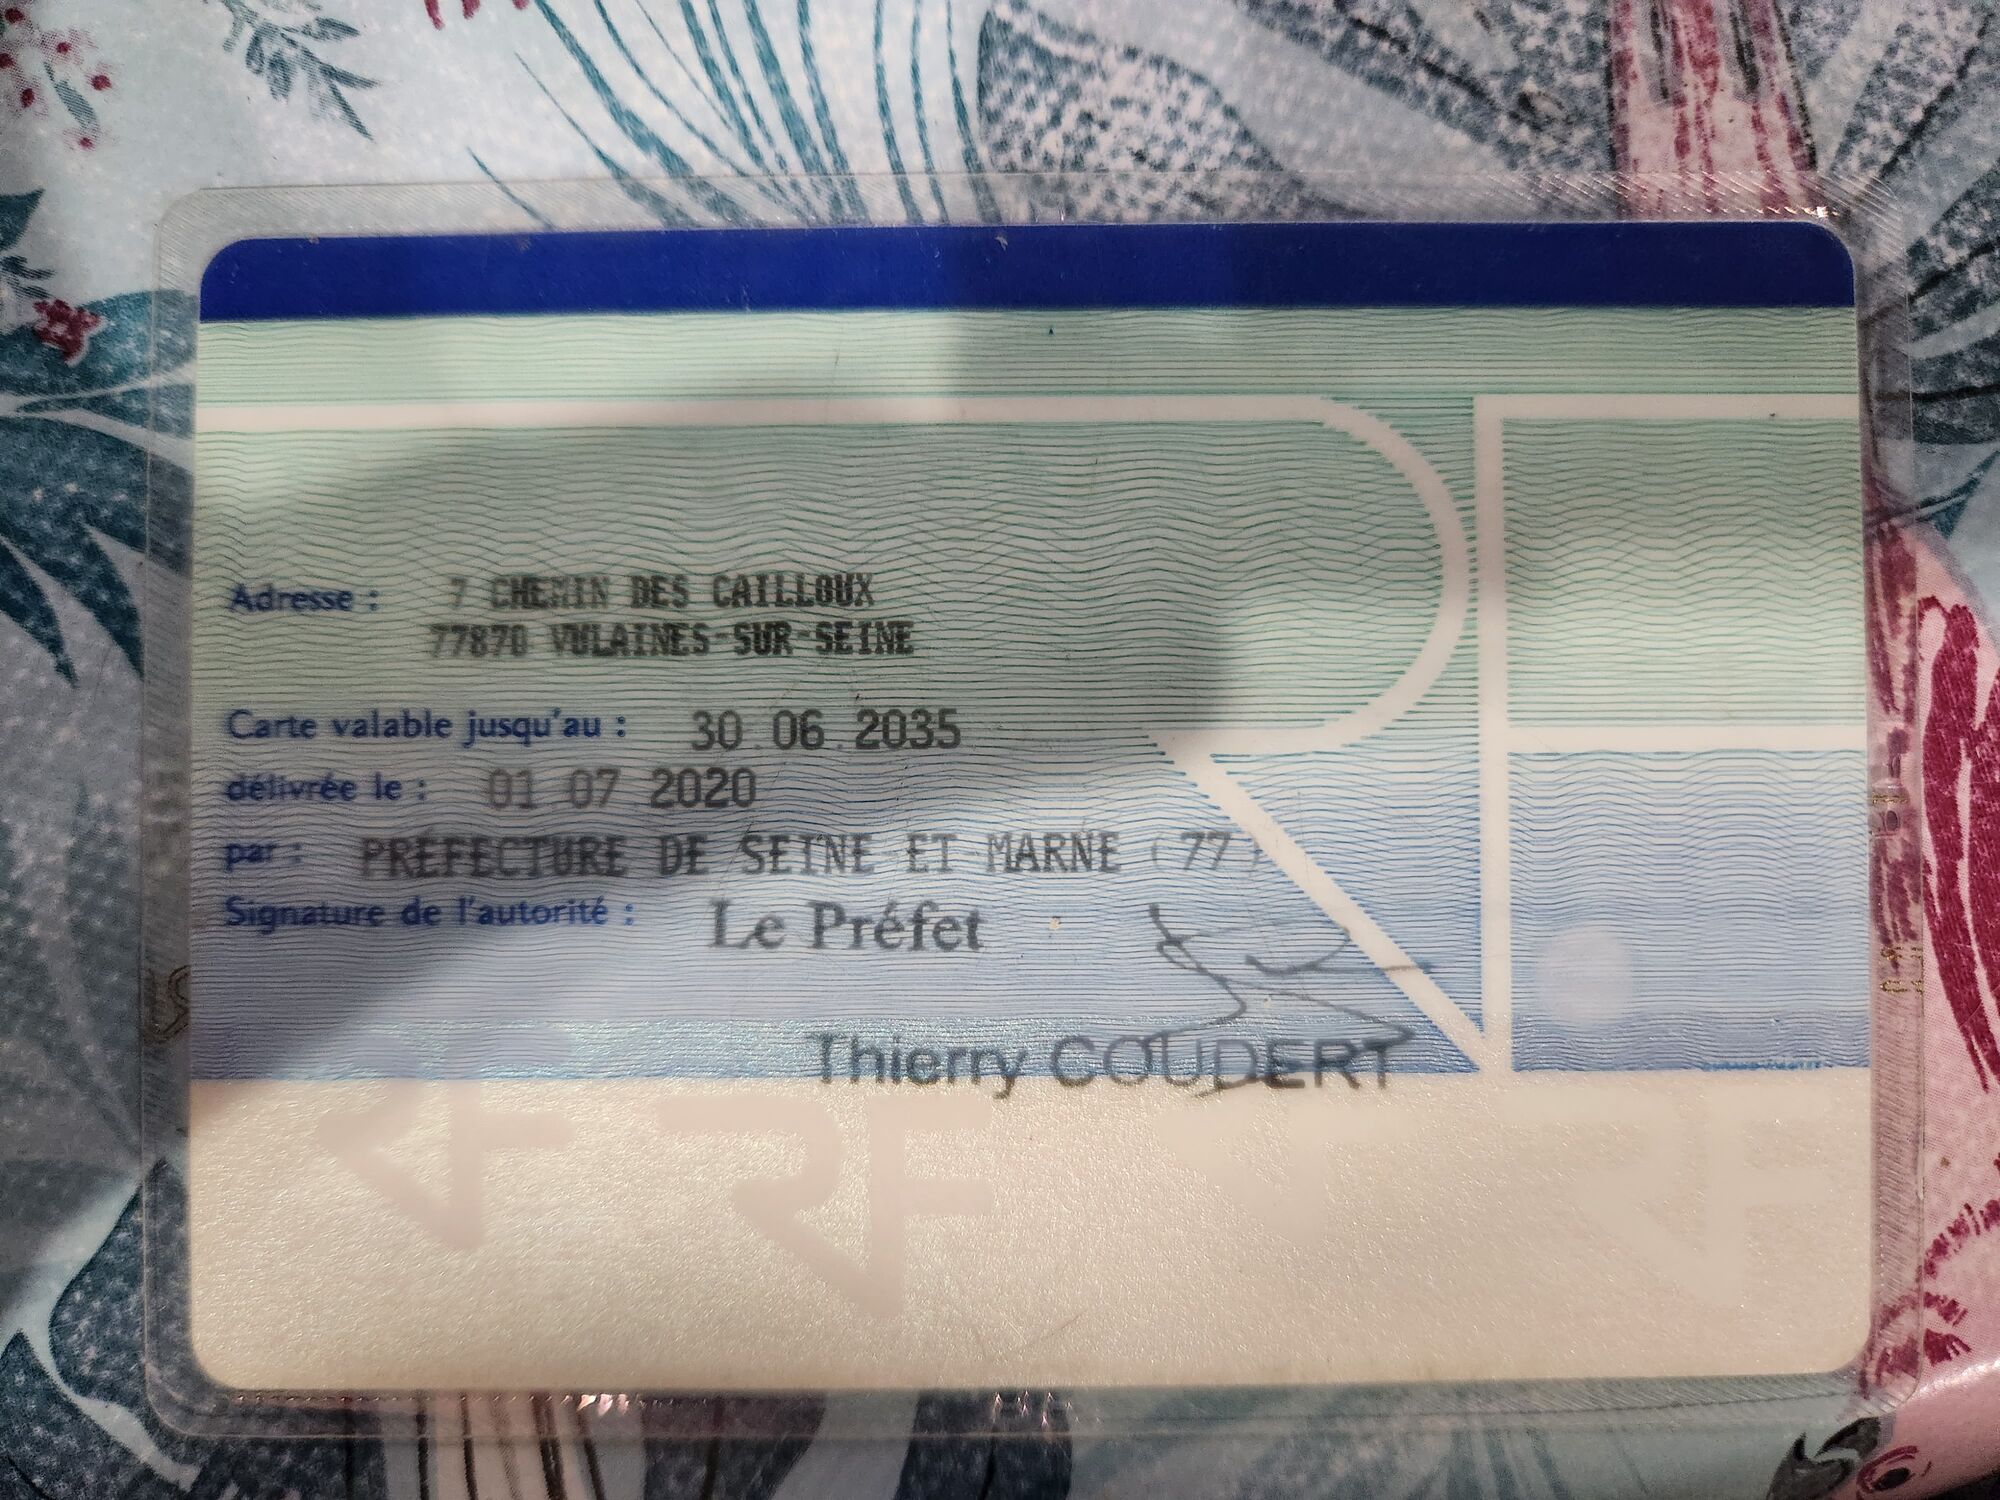 Adresse : 7 CHEMIN DES CAILLOUX
77870 VULAINES-SUR-SEINE
Carte valable jusqu'au : 30.06.2035
délivrée le : 01 07 2020
par : PRÉFECTURE DE SEINE ET MARNE (77)
Signature de l'autorité : Le Préfet
Thierry COUDERT
RF